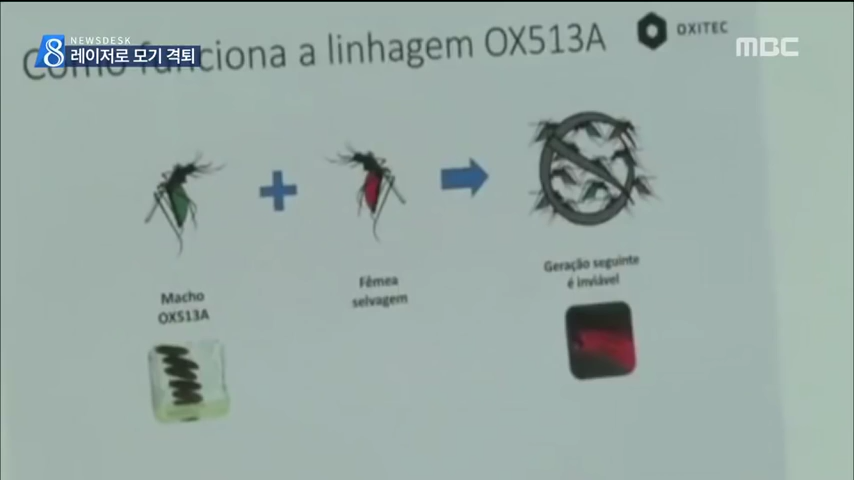 8 NEWSDESK
레이저로 모기 격퇴
Como funciona a linhagem OX513A
OXITEC
MBC
Macho
OX513A
Fêmea
selvagem
Geração seguinte
é inviável